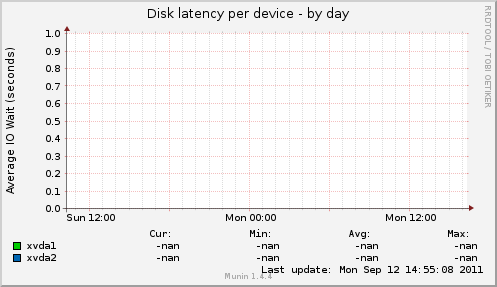 Disk latency per device - by day
RRDTOOL / TOBI OETIKER
Average IO Wait (seconds)
1.0
0.9
0.8
0.7
0.6
0.5
0.4
0.3
0.2
0.1
0.0
Sun 12:00 Mon 00:00 Mon 12:00
Cur: Min: Avg: Max:
xvda1 -nan -nan -nan -nan
xvda2 -nan -nan -nan -nan
Last update: Mon Sep 12 14:55:08 2011
Munin 1.4.4